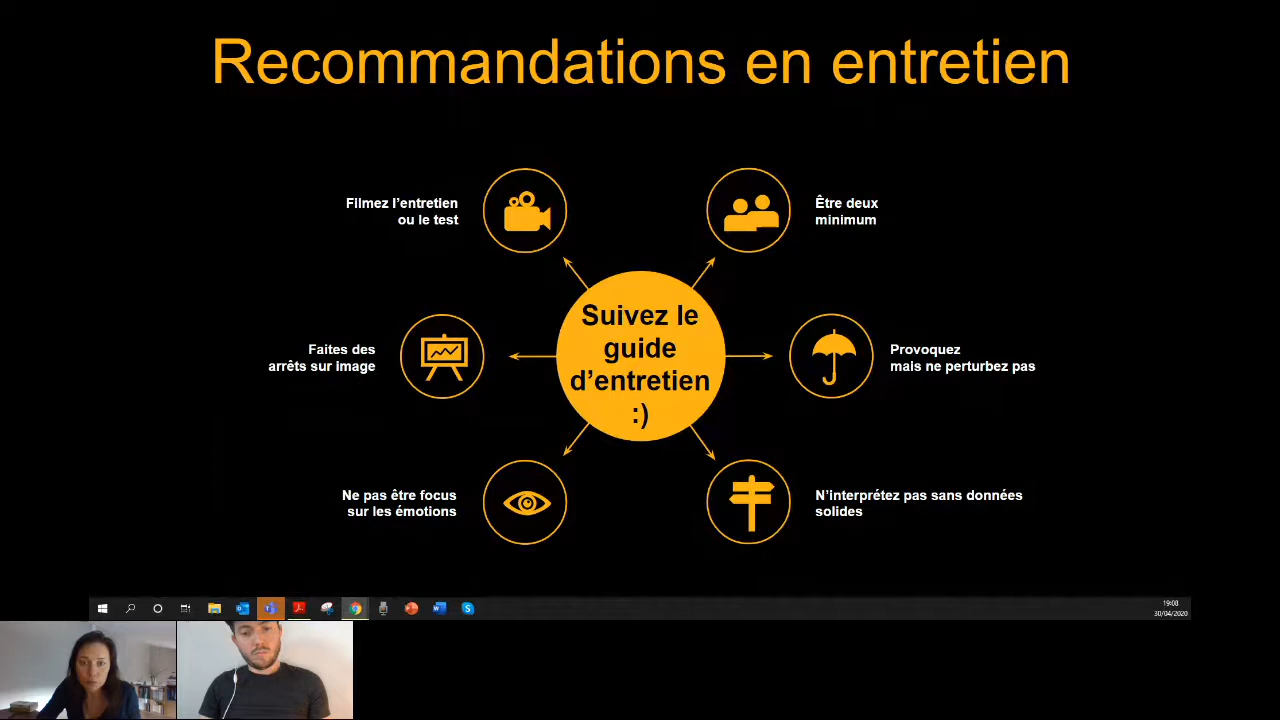 Recommandations en entretien
Filmez l’entretien
ou le test
Être deux
minimum
Suivez le
guide
d’entretien
:)
Faites des
arrêts sur image
Provoquez
mais ne perturbez pas
Ne pas être focus
sur les émotions
N’interprétez pas sans données
solides
19:08
30/04/2020